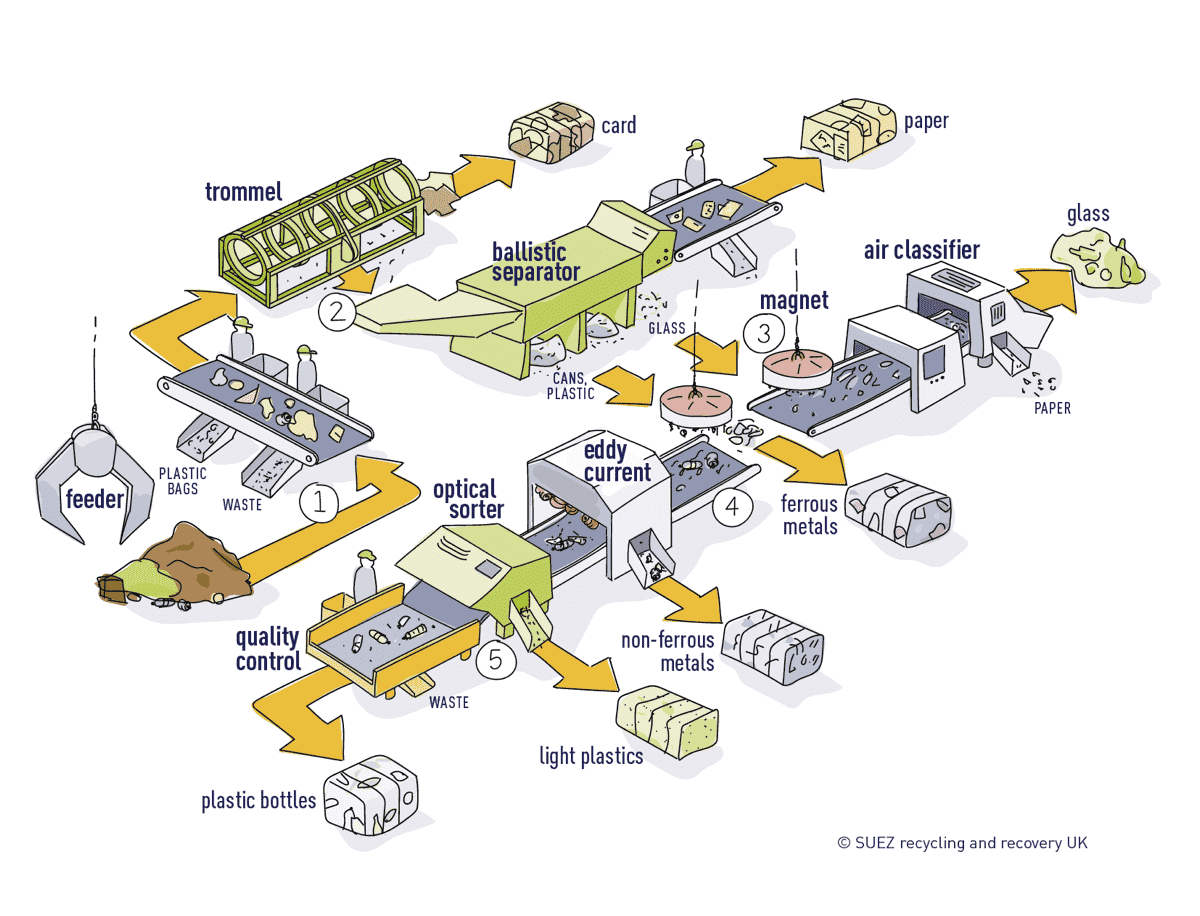 card
paper
trommel
glass
ballistic
separator
air classifier
magnet
2
GLASS
3
CANS,
PLASTIC
PAPER
eddy
current
feeder
PLASTIC
BAGS
WASTE
1
optical
sorter
4
ferrous
metals
quality
control
5
non-ferrous
metals
WASTE
light plastics
plastic bottles
© SUEZ recycling and recovery UK